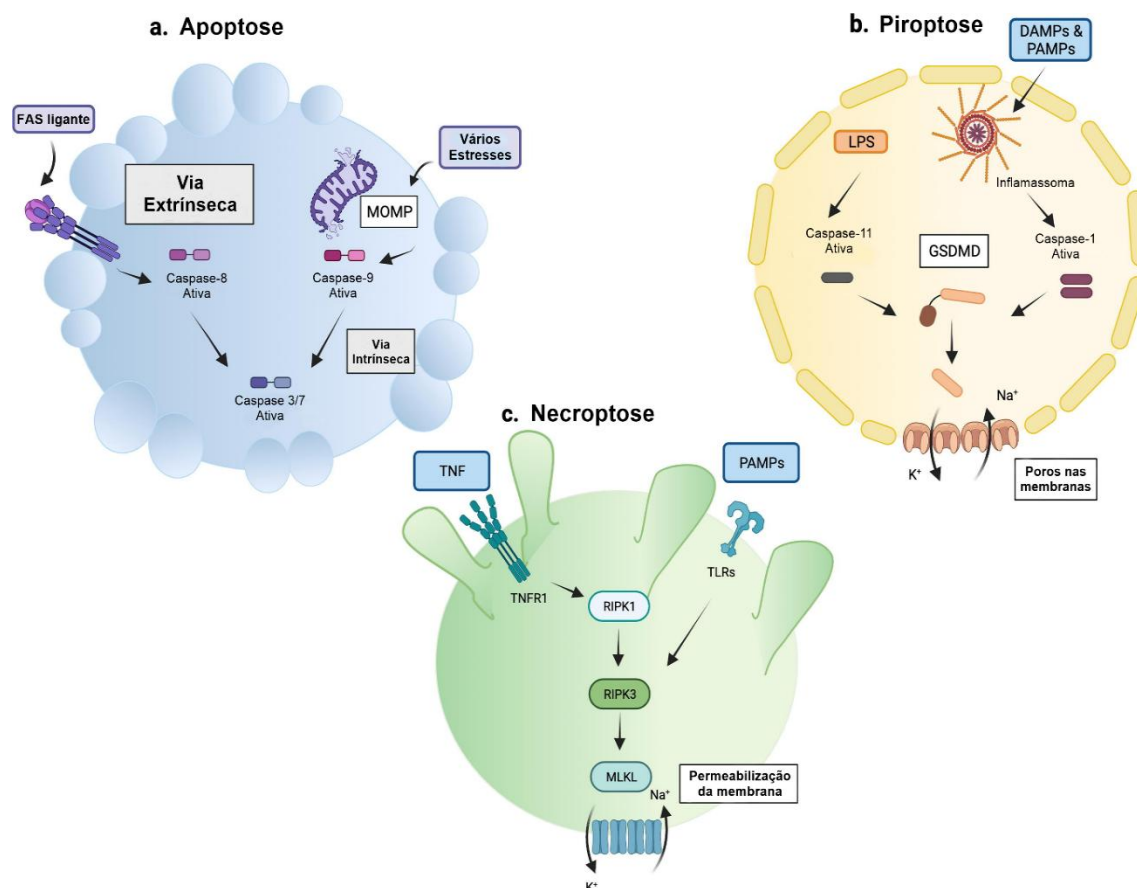 a. Apoptose
FAS ligante
Via
Extrínseca
Vários
Estresses
MOMP
Caspase-8
Ativa
Caspase-9
Ativa
Via
Intrínseca
Caspase 3/7
Ativa
b. Piroptose
DAMPs &
PAMPs
LPS
Inflamassoma
Caspase-11
Ativa
GSDMD
Caspase-1
Ativa
Na⁺
K⁺
Poros nas
membranas
c. Necroptose
TNF
PAMPs
TNFR1
TLRs
RIPK1
RIPK3
MLKL
Na⁺
Permeabilização
da membrana
K⁺